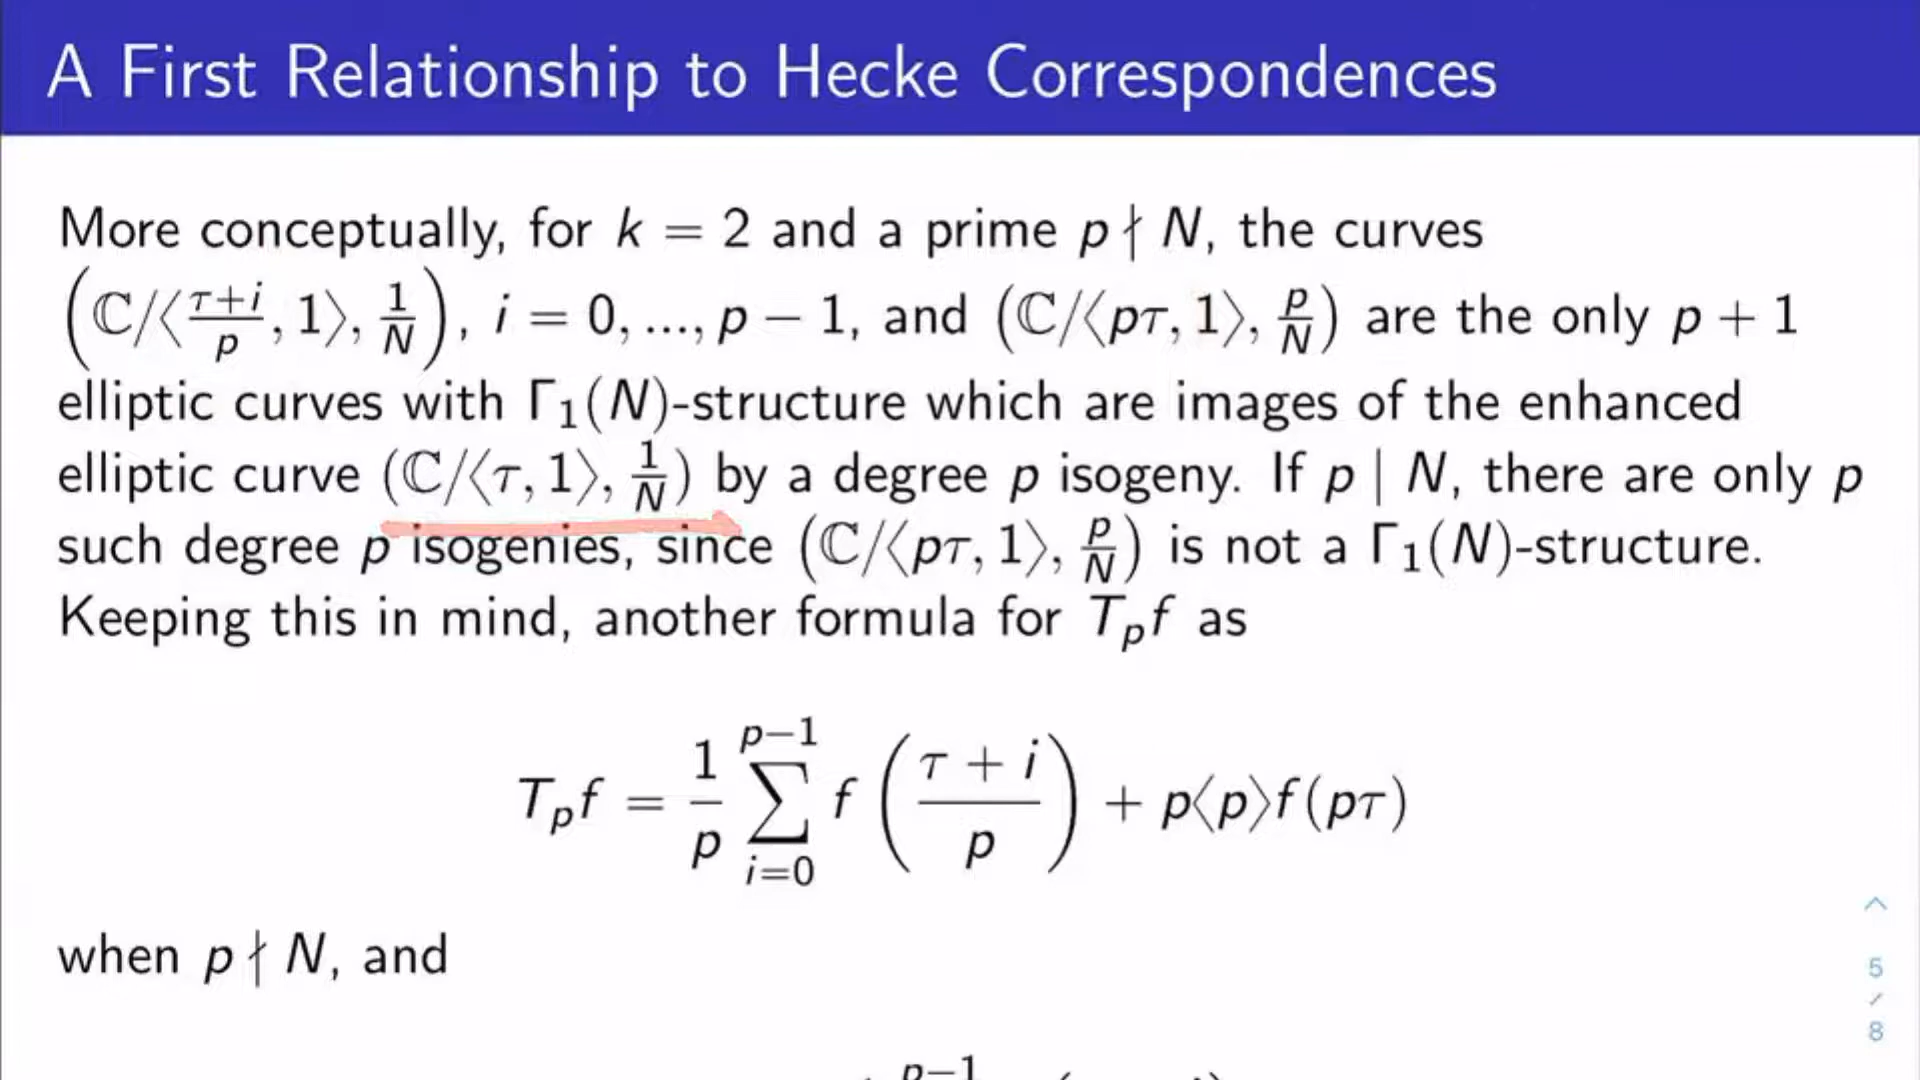 A First Relationship to Hecke Correspondences
More conceptually, for k = 2 and a prime p ∤ N, the curves
(ℂ/⟨(τ+i)/p, 1⟩, 1/N), i = 0, ..., p − 1, and (ℂ/⟨pτ, 1⟩, p/N) are the only p + 1
elliptic curves with Γ₁(N)-structure which are images of the enhanced
elliptic curve (ℂ/⟨τ, 1⟩, 1/N) by a degree p isogeny. If p | N, there are only p
such degree p isogenies, since (ℂ/⟨pτ, 1⟩, p/N) is not a Γ₁(N)-structure.
Keeping this in mind, another formula for Tₚf as
Tₚf = 1/p ∑_{i=0}^{p−1} f((τ + i)/p) + p⟨p⟩f(pτ)
when p ∤ N, and
p−1
5
/
8